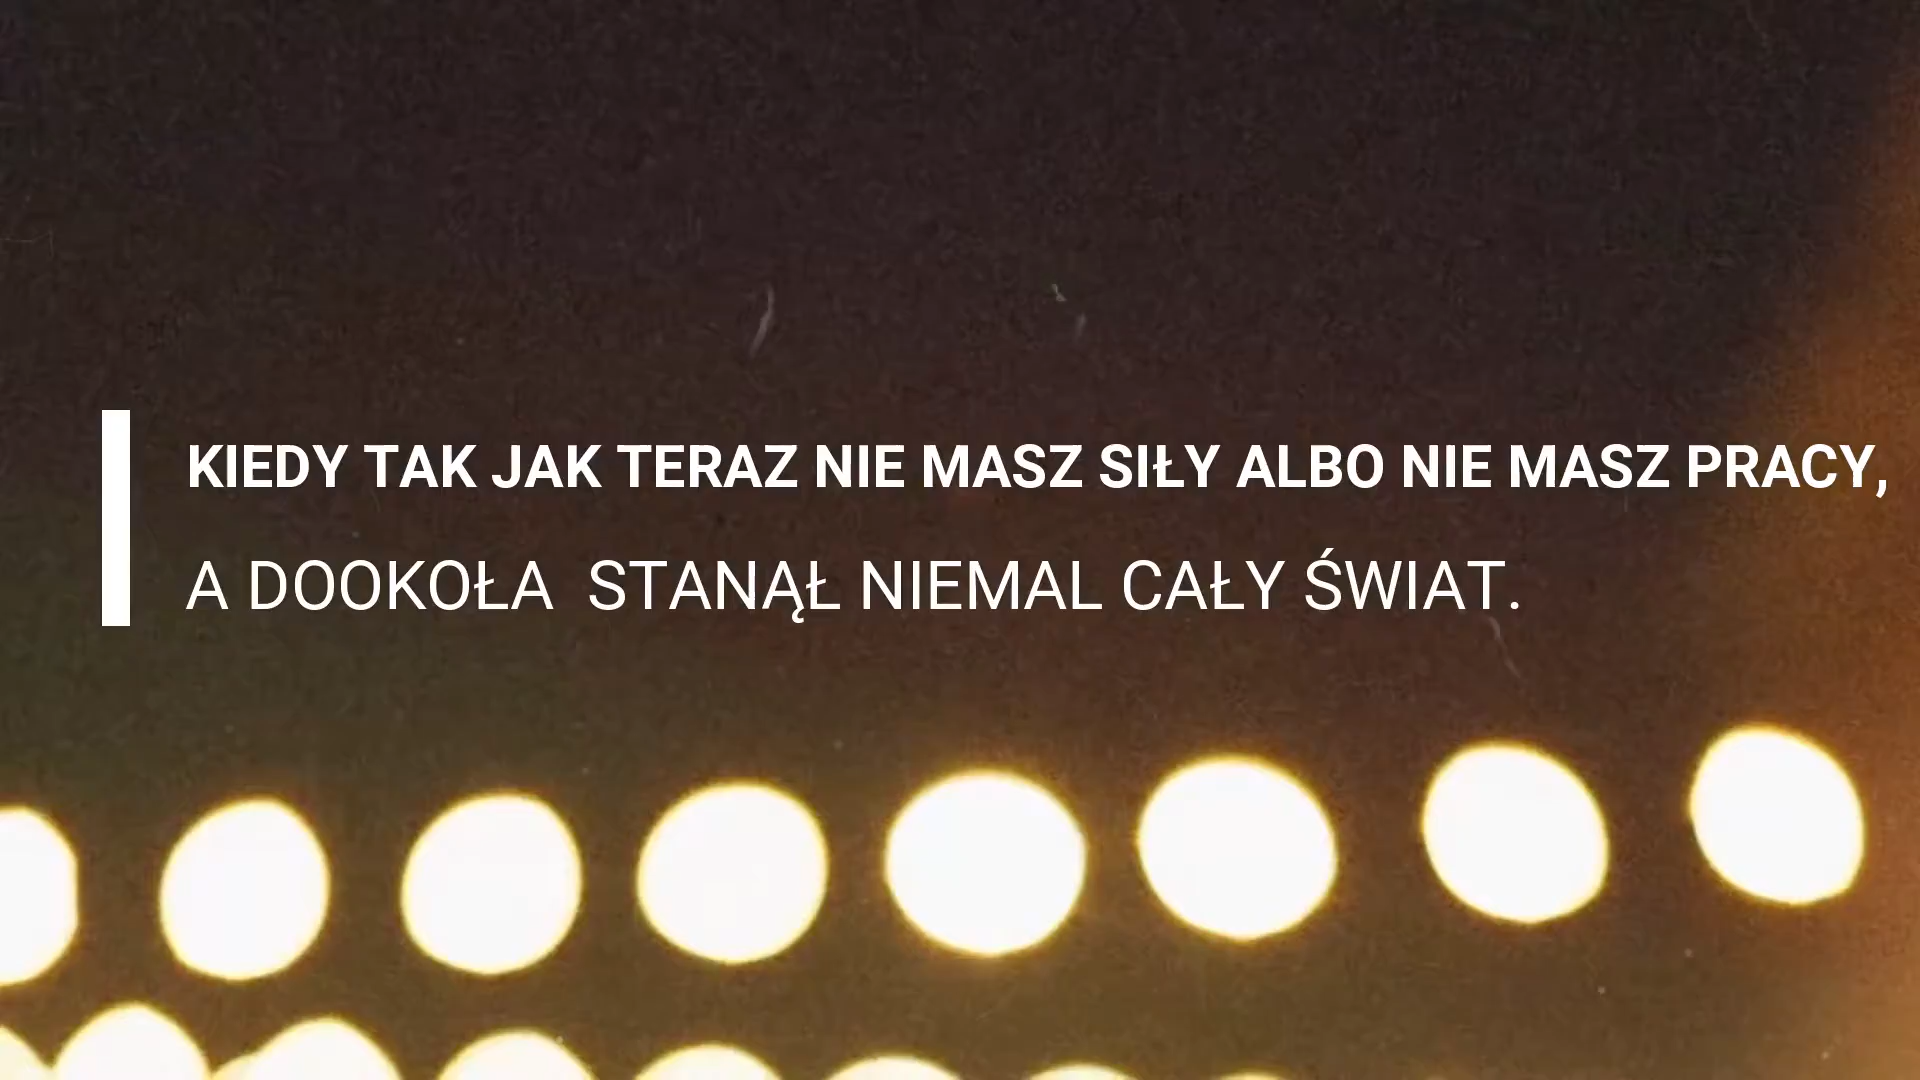 KIEDY TAK JAK TERAZ NIE MASZ SIŁY ALBO NIE MASZ PRACY,
A DOOKOŁA  STANĄŁ NIEMAL CAŁY ŚWIAT.